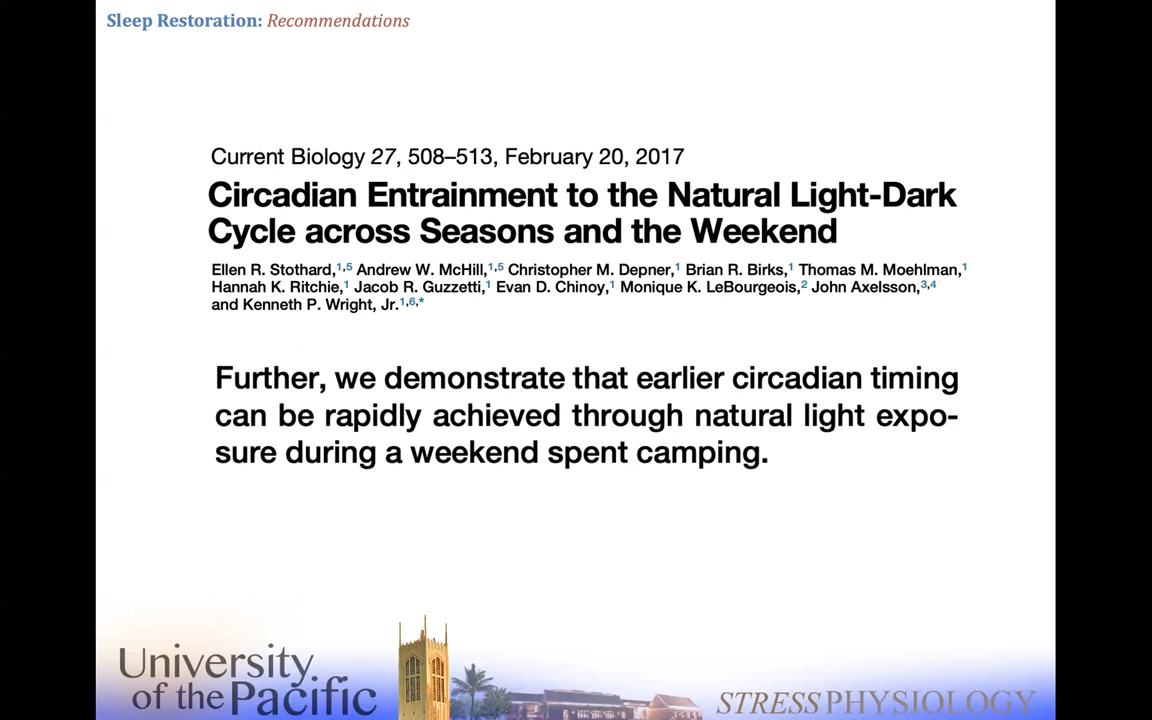 Sleep Restoration: Recommendations
Current Biology 27, 508–513, February 20, 2017
Circadian Entrainment to the Natural Light-Dark
Cycle across Seasons and the Weekend
Ellen R. Stothard,1,5 Andrew W. McHill,1,5 Christopher M. Depner,1 Brian R. Birks,1 Thomas M. Moehlman,1
Hannah K. Ritchie,1 Jacob R. Guzzetti,1 Evan D. Chinoy,1 Monique K. LeBourgeois,2 John Axelsson,3,4
and Kenneth P. Wright, Jr.1,6,*
Further, we demonstrate that earlier circadian timing
can be rapidly achieved through natural light expo-
sure during a weekend spent camping.
University
of the Pacific
STRESSPHYSIOLOGY